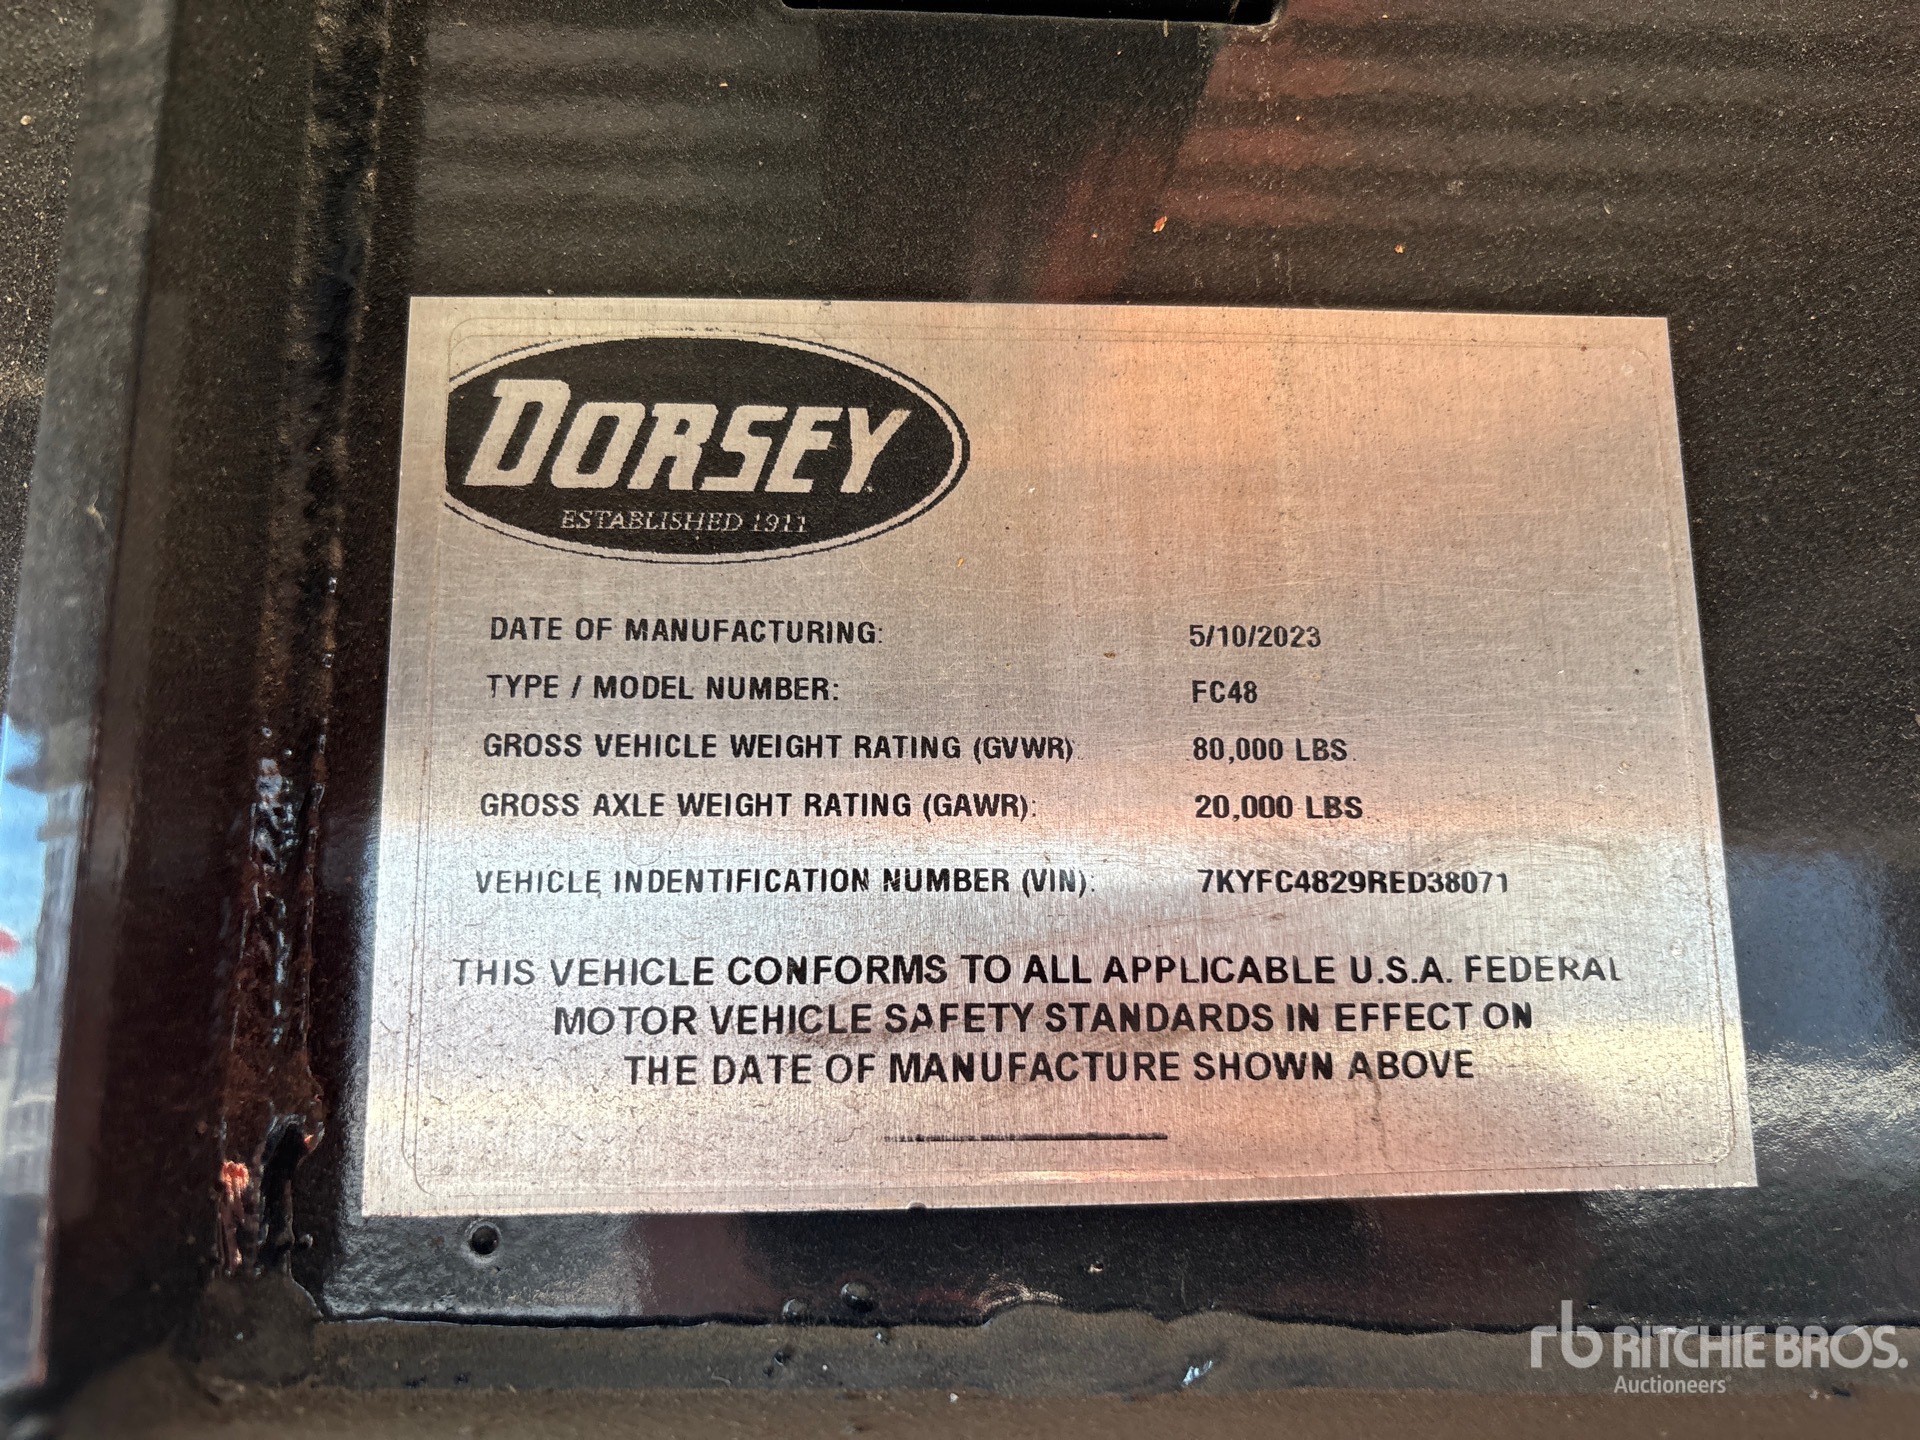 DORSEY
ESTABLISHED 1911
DATE OF MANUFACTURING: 5/10/2023
TYPE / MODEL NUMBER: FC48
GROSS VEHICLE WEIGHT RATING (GVWR): 80,000 LBS.
GROSS AXLE WEIGHT RATING (GAWR): 20,000 LBS
VEHICLE INDENTIFICATION NUMBER (VIN): 7KYFC4829RED38071
THIS VEHICLE CONFORMS TO ALL APPLICABLE U.S.A. FEDERAL
MOTOR VEHICLE SAFETY STANDARDS IN EFFECT ON
THE DATE OF MANUFACTURE SHOWN ABOVE
rb RITCHIE BROS.
Auctioneers